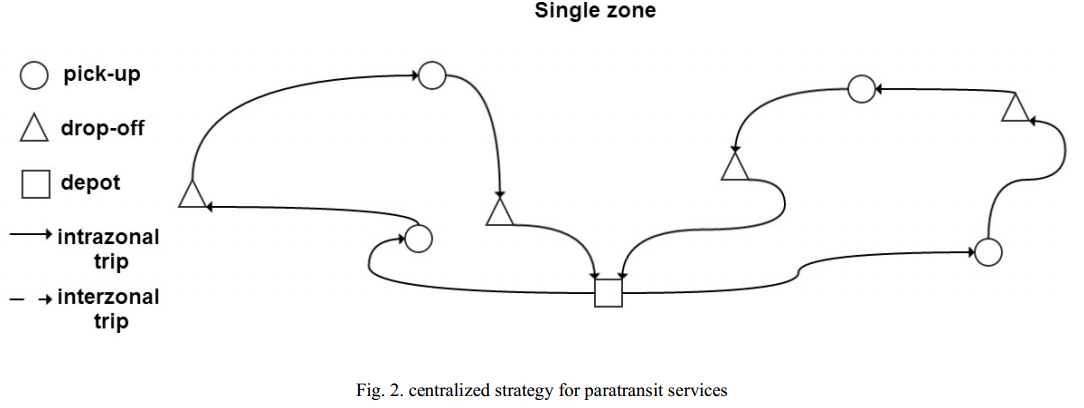 Single zone
pick-up
drop-off
depot
intrazonal
trip
interzonal
trip
Fig. 2. centralized strategy for paratransit services